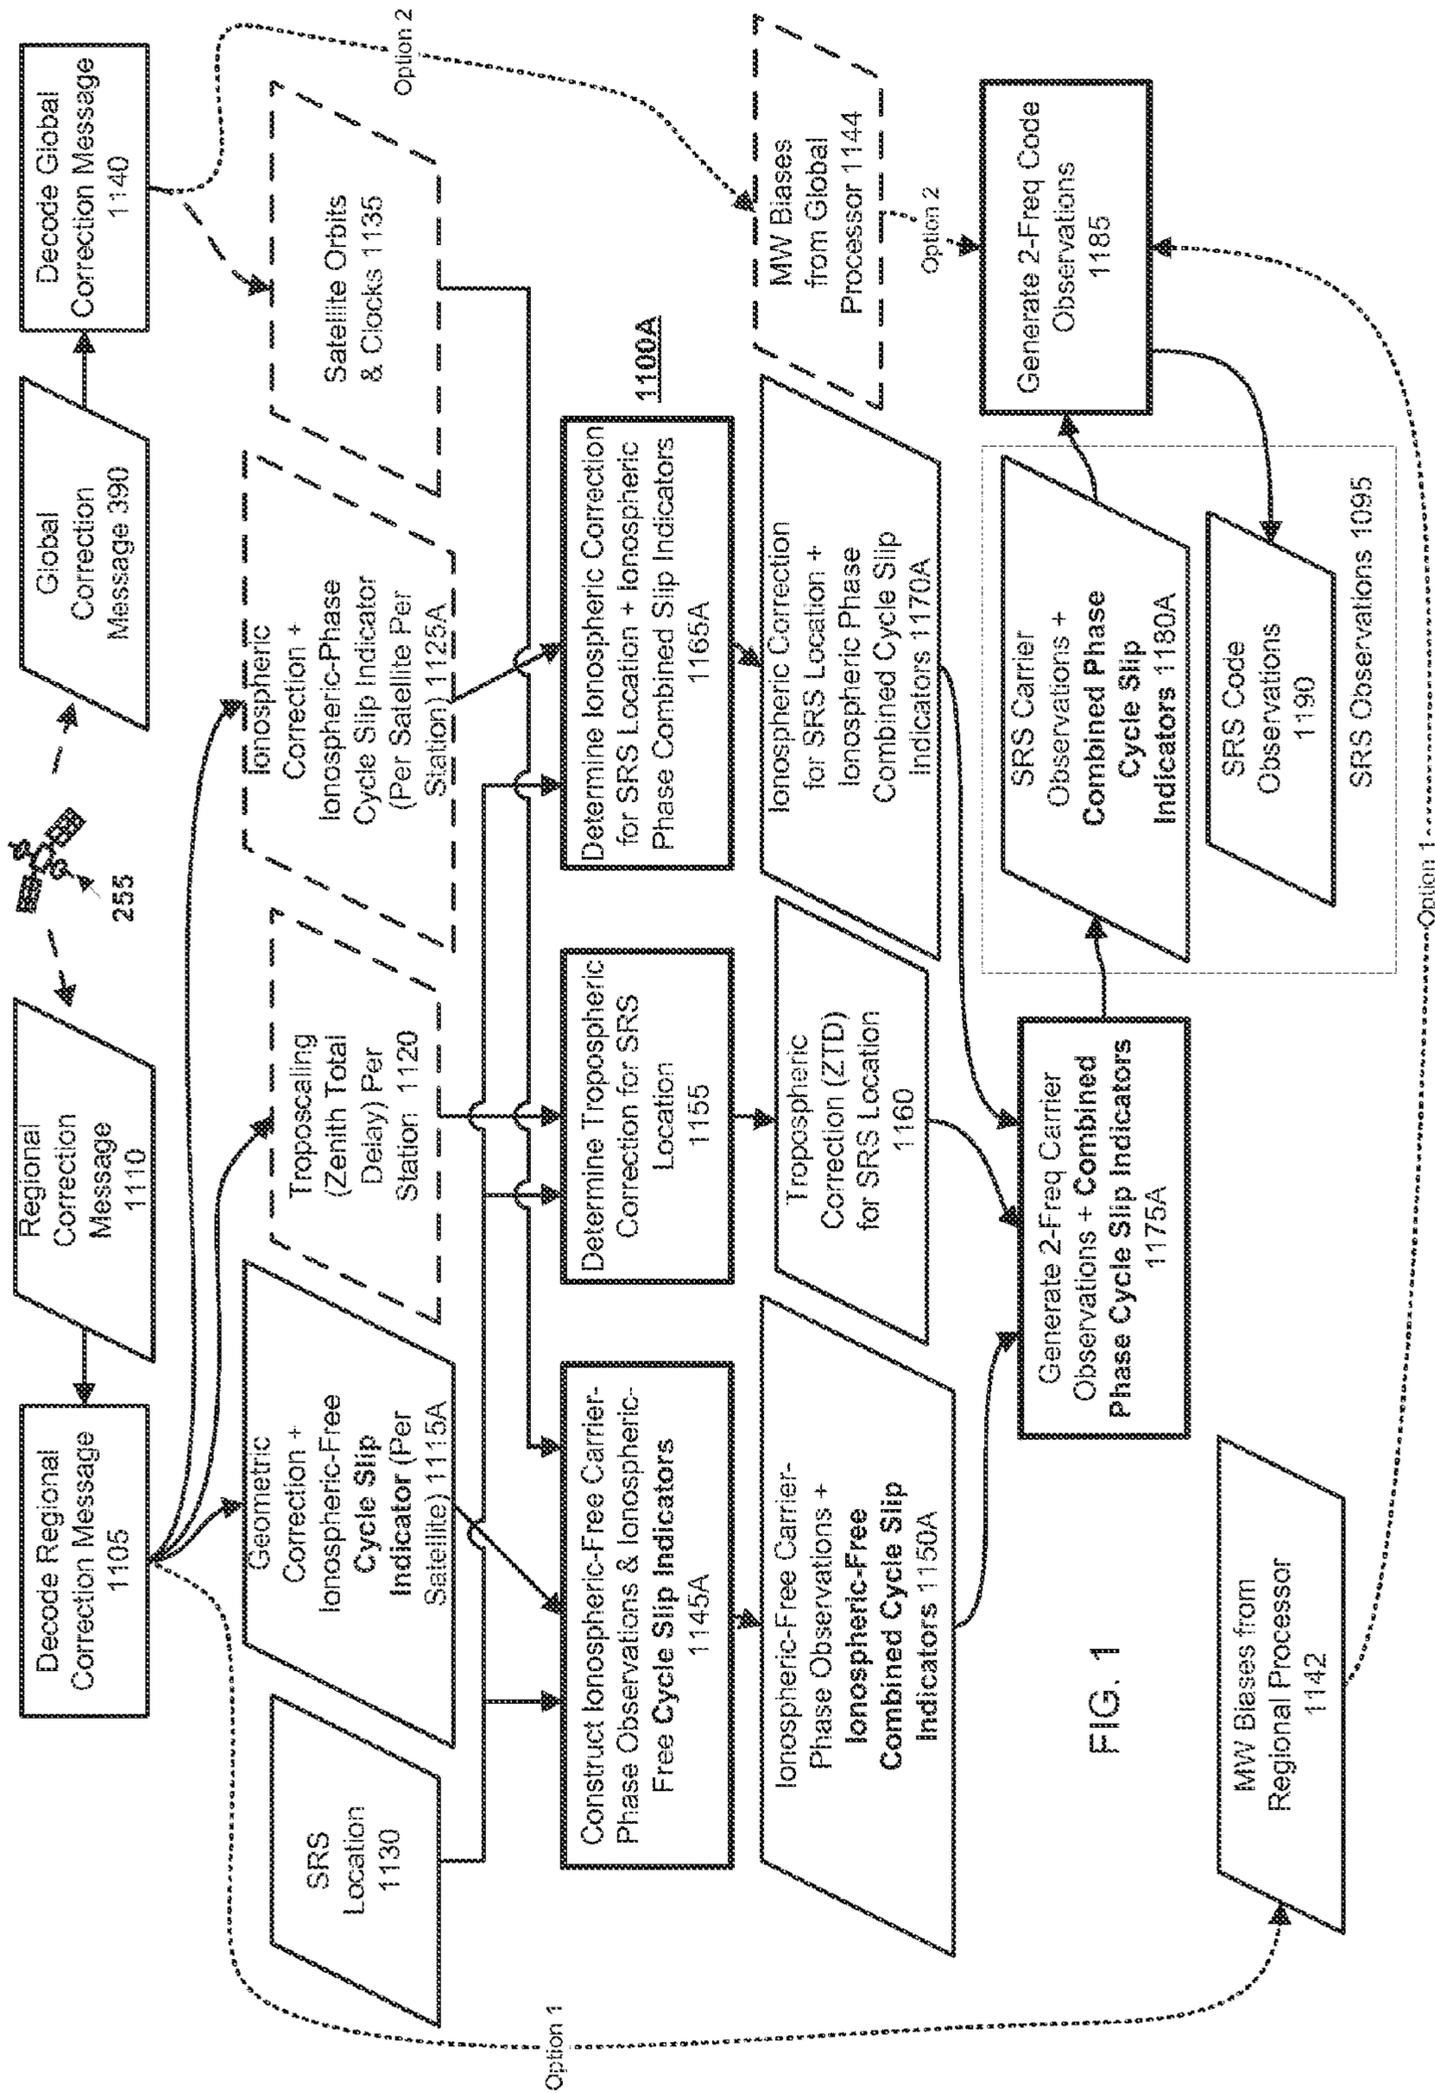 Decode Regional
Correction Message
1105
Regional
Correction
Message
1110
255
Global
Correction
Message 390
Decode Global
Correction Message
1140
Option 1
Option 2
SRS
Location
1130
Geometric
Correction +
Ionospheric-Free
Cycle Slip
Indicator (Per
Satellite) 1115A
Troposcaling
(Zenith Total
Delay) Per
Station 1120
Ionospheric
Correction +
Ionospheric-Phase
Cycle Slip Indicator
(Per Satellite Per
Station) 1125A
Satellite Orbits
& Clocks 1135
1100A
Construct Ionospheric-Free Carrier-
Phase Observations & Ionospheric-
Free Cycle Slip Indicators
1145A
Determine Tropospheric
Correction for SRS
Location
1155
Determine Ionospheric Correction
for SRS Location + Ionospheric
Phase Combined Slip Indicators
1165A
Ionospheric-Free Carrier-
Phase Observations +
Ionospheric-Free
Combined Cycle Slip
Indicators 1150A
Tropospheric
Correction (ZTD)
for SRS Location
1160
Ionospheric Correction
for SRS Location +
Ionospheric Phase
Combined Cycle Slip
Indicators 1170A
MW Biases
from Global
Processor 1144
Option 2
Generate 2-Freq Carrier
Observations + Combined
Phase Cycle Slip Indicators
1175A
SRS Carrier
Observations +
Combined Phase
Cycle Slip
Indicators 1180A
Generate 2-Freq Code
Observations
1185
SRS Code
Observations
1190
SRS Observations 1095
FIG. 1
MW Biases from
Regional Processor
1142
Option 1